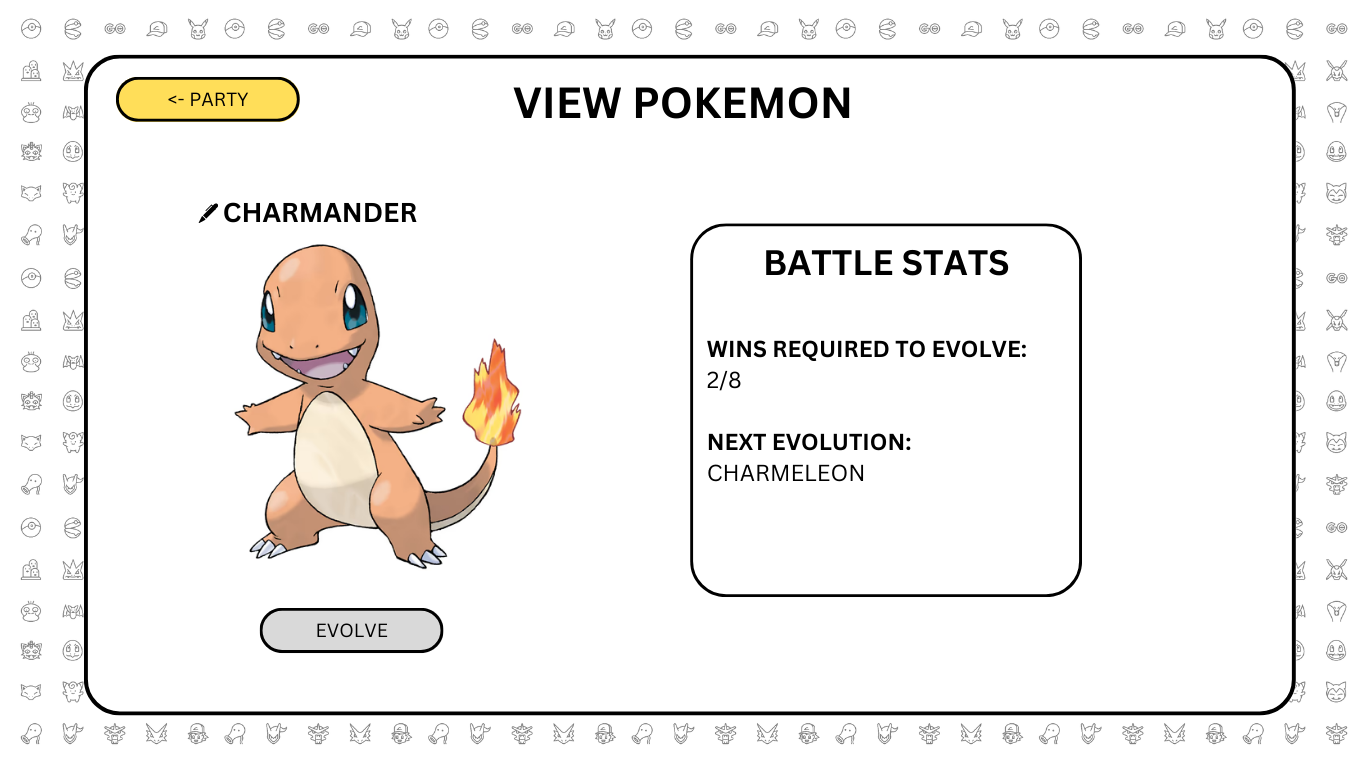 <- PARTY
VIEW POKEMON
CHARMANDER
BATTLE STATS
WINS REQUIRED TO EVOLVE:
2/8
NEXT EVOLUTION:
CHARMELEON
EVOLVE